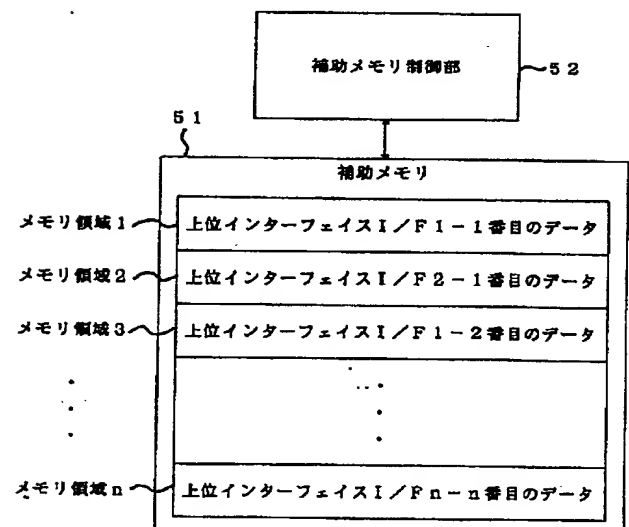 補助メモリ制御部 52
51
補助メモリ
メモリ領域1 上位インターフェイスI/F1-1番目のデータ
メモリ領域2 上位インターフェイスI/F2-1番目のデータ
メモリ領域3 上位インターフェイスI/F1-2番目のデータ
メモリ領域n 上位インターフェイスI/Fn-n番目のデータ